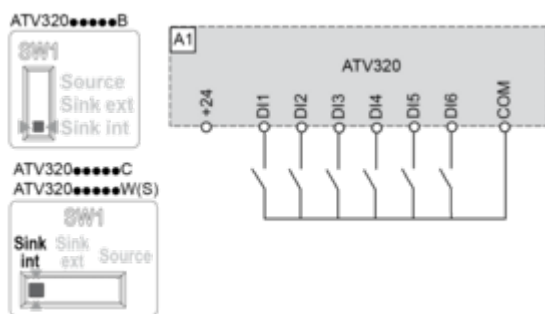 ATV320●●●●●B
SW1
Source
Sink ext
Sink int
ATV320●●●●●C
ATV320●●●●●W(S)
SW1
Sink int
Sink ext
Source
A1
ATV320
+24
DI1
DI2
DI3
DI4
DI5
DI6
COM